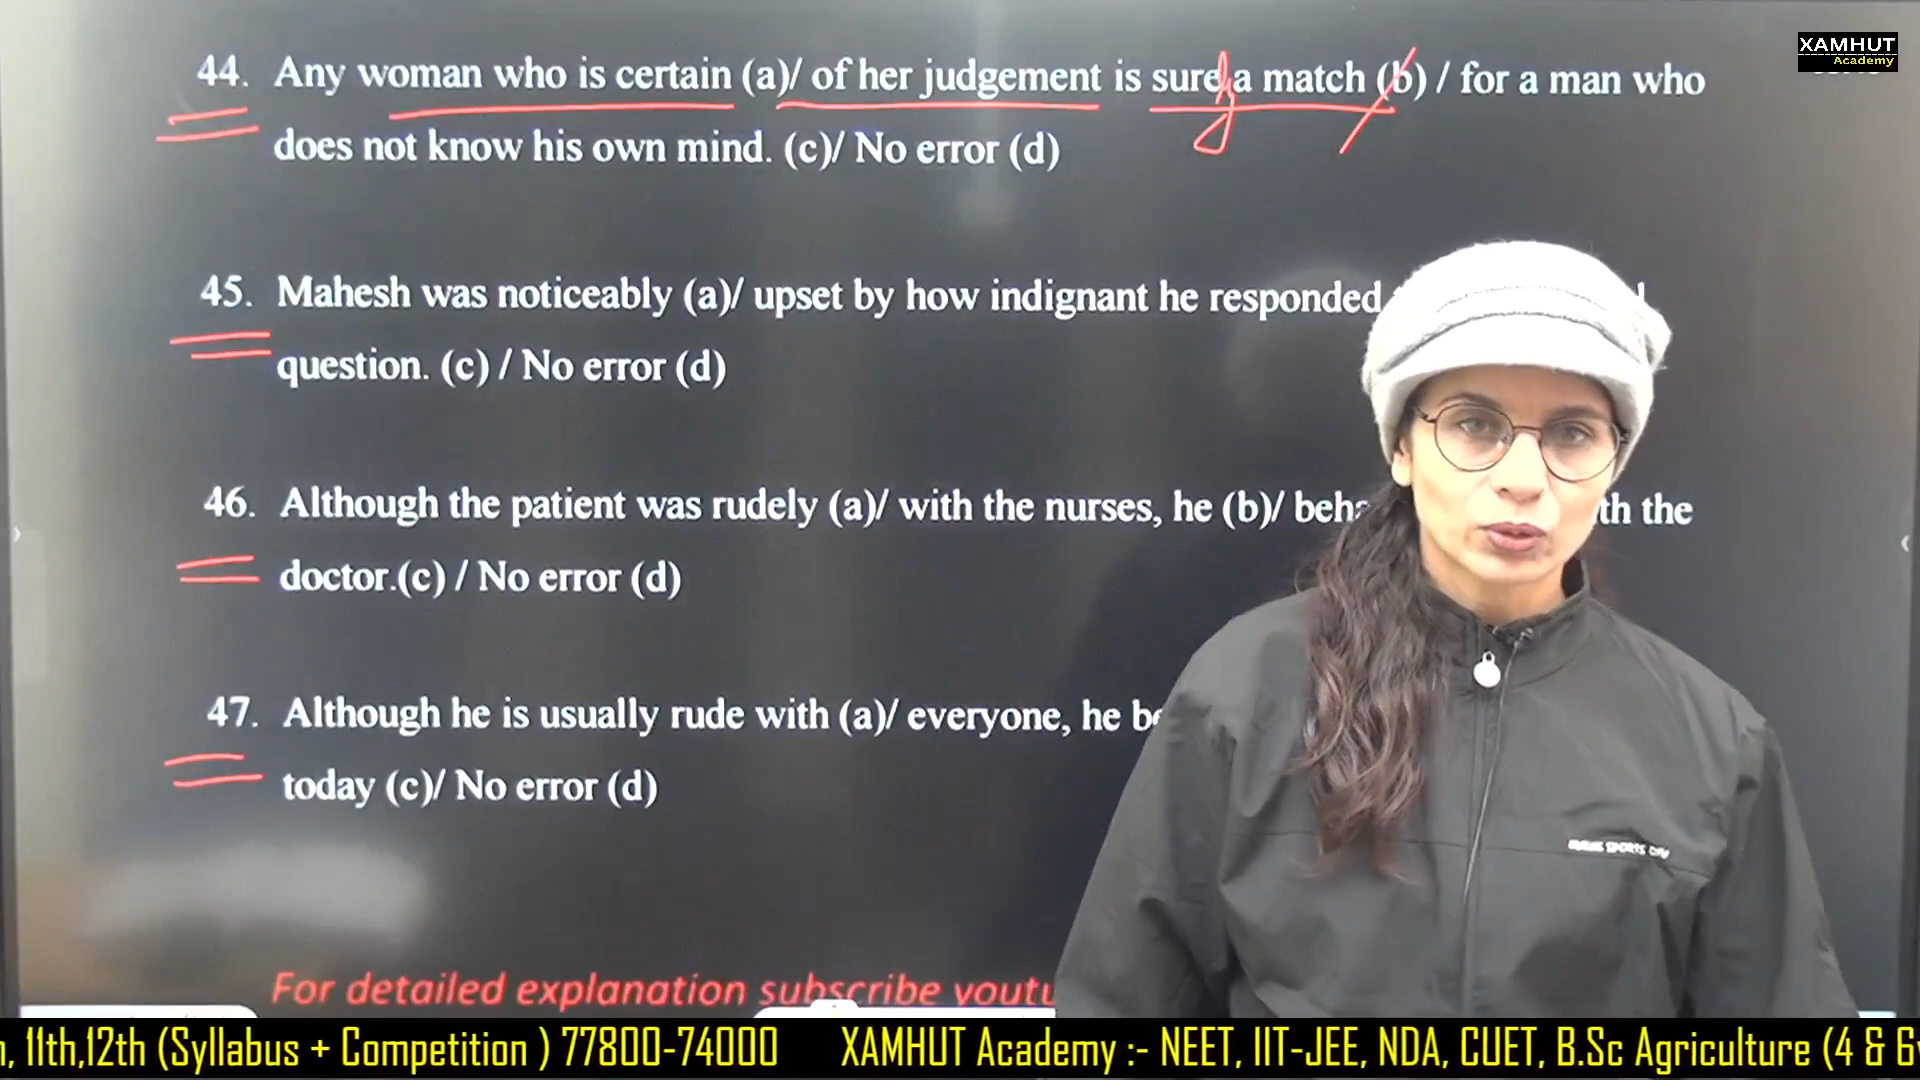 XAMHUT
Academy
44. Any woman who is certain (a)/ of her judgement is sure a match (b) / for a man who
ly
does not know his own mind. (c)/ No error (d)
45. Mahesh was noticeably (a)/ upset by how indignant he responded
question. (c) / No error (d)
46. Although the patient was rudely (a)/ with the nurses, he (b)/ the
doctor.(c) / No error (d)
47. Although he is usually rude with (a)/ everyone, he
today (c)/ No error (d)
For detailed explanation subscribe
11th,12th (Syllabus + Competition ) 77800-74000 XAMHUT Academy :- NEET, IIT-JEE, NDA, CUET, B.Sc Agriculture (4 &